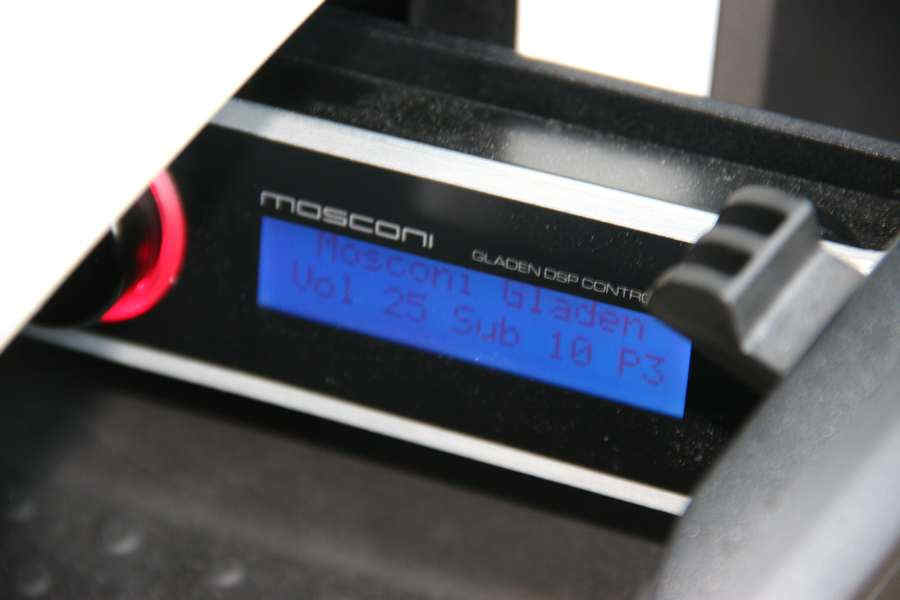 mosconi
GLADEN DSP CONTRO
Mosconi Gladen
Vol 25 Sub 10 P3